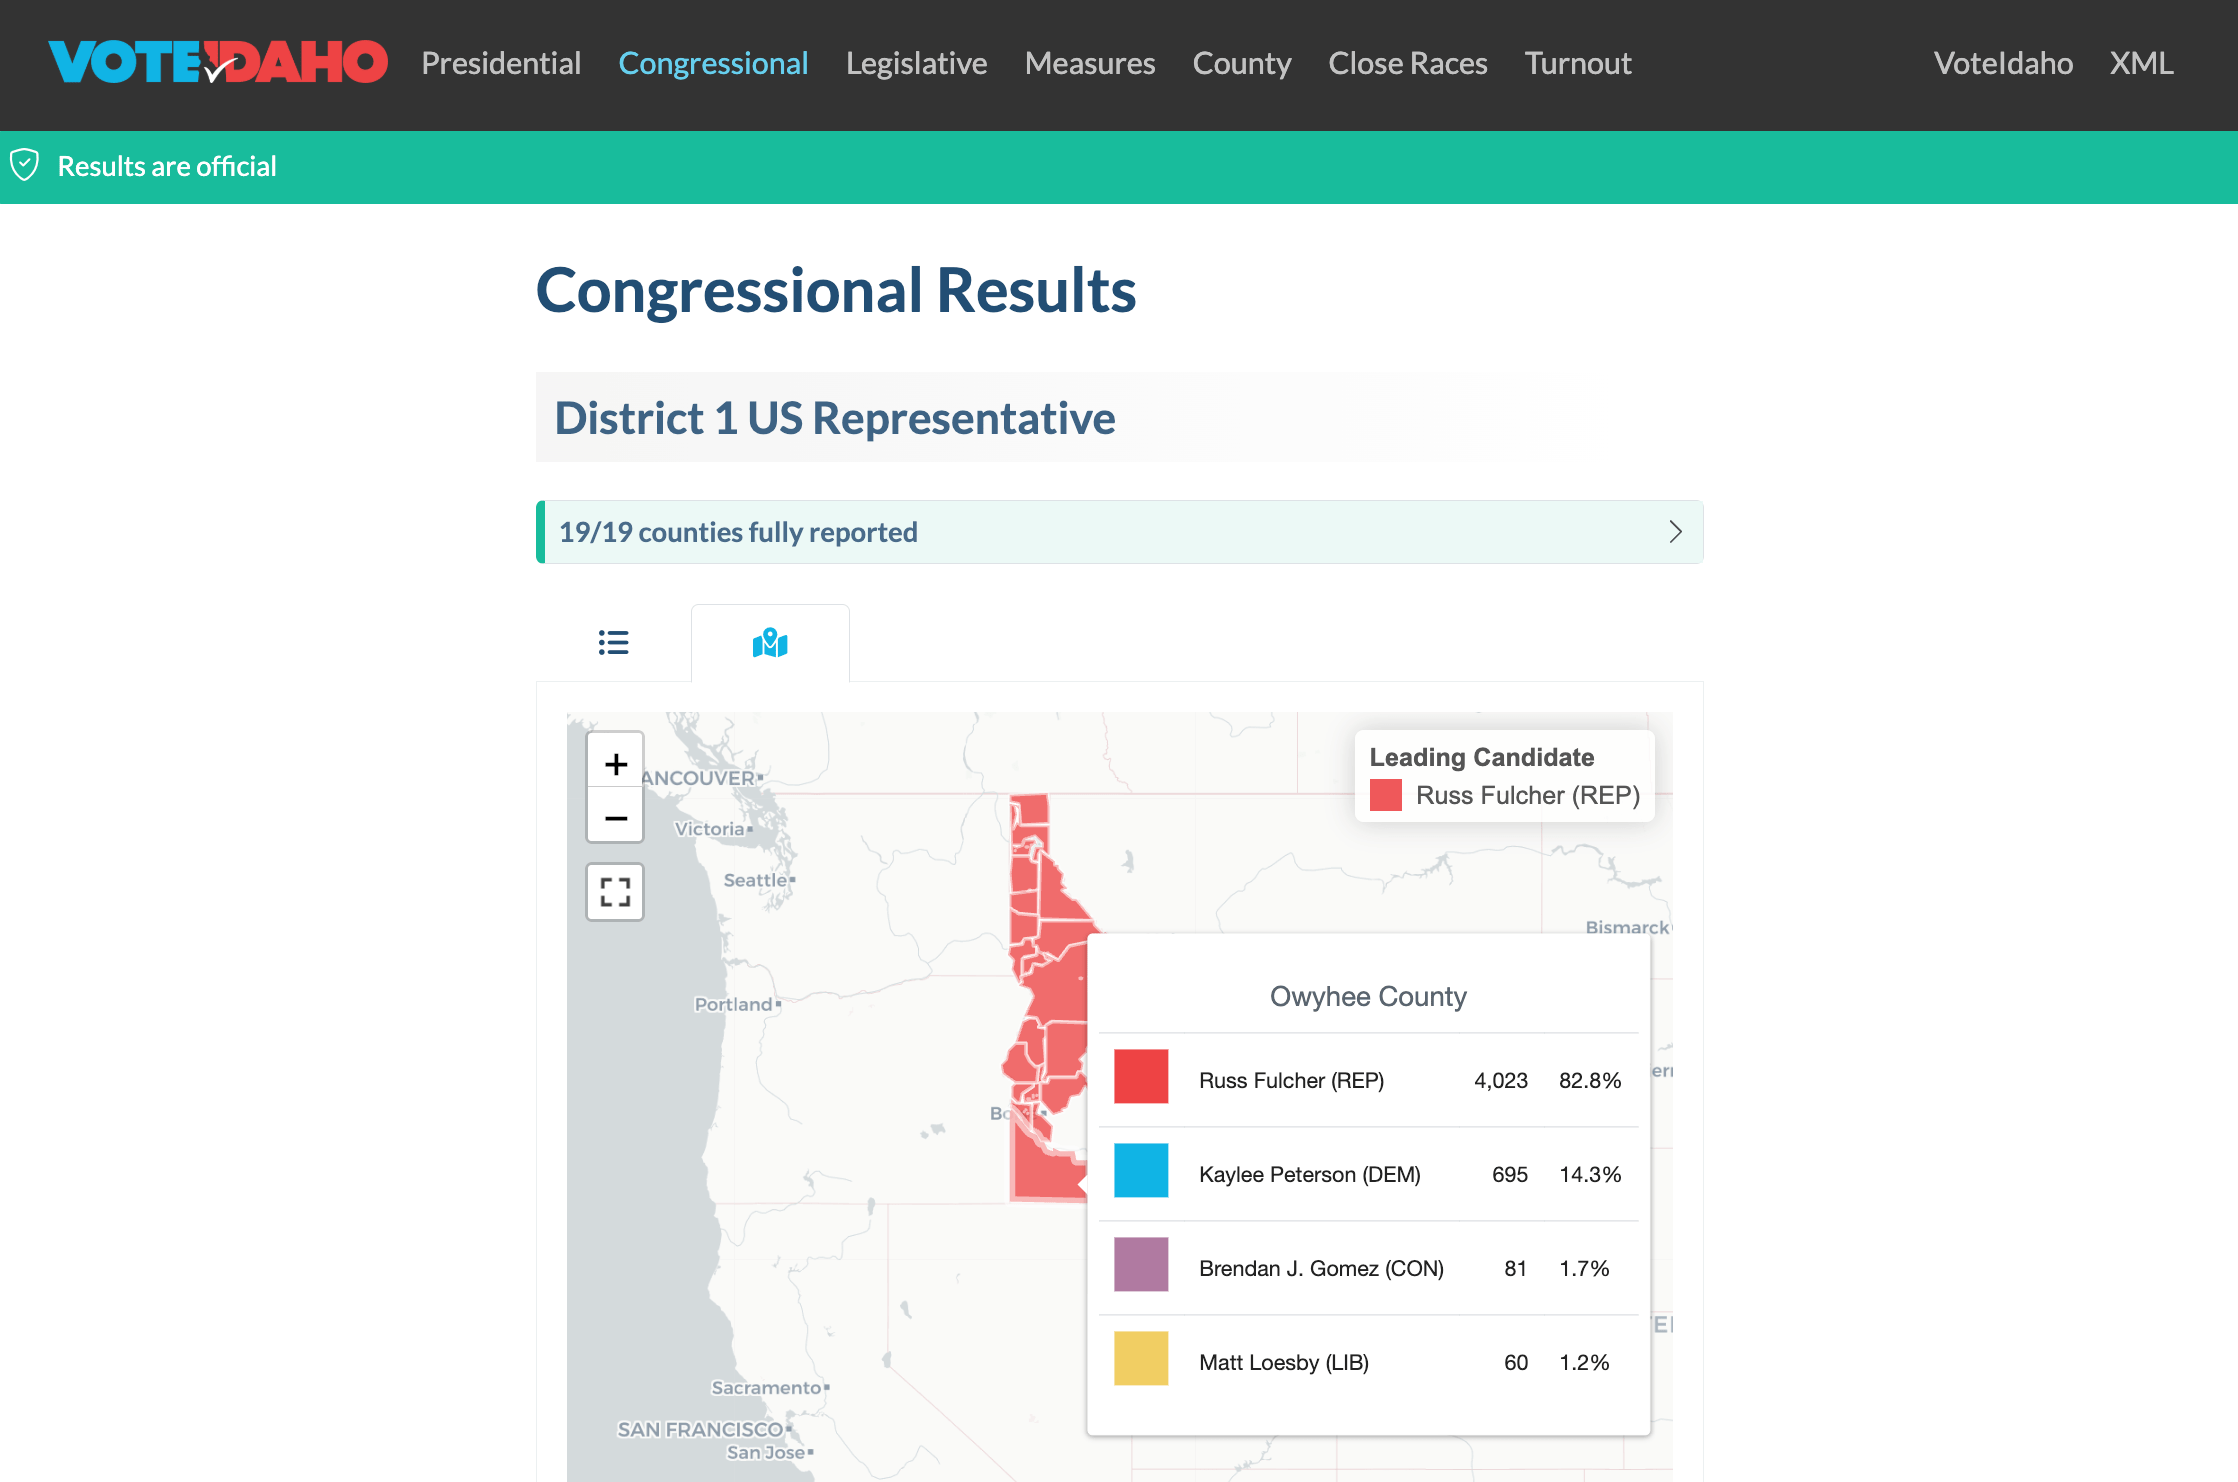 VOTEIDAHO Presidential Congressional Legislative Measures County Close Races Turnout VoteIdaho XML
Results are official
Congressional Results
District 1 US Representative
19/19 counties fully reported
+
−
Leading Candidate
Russ Fulcher (REP)
ANCOUVER
Victoria
Seattle
Bismarck
Portland
Owyhee County
Russ Fulcher (REP) 4,023 82.8%
Kaylee Peterson (DEM) 695 14.3%
Brendan J. Gomez (CON) 81 1.7%
Matt Loesby (LIB) 60 1.2%
Sacramento
SAN FRANCISCO
San Jose